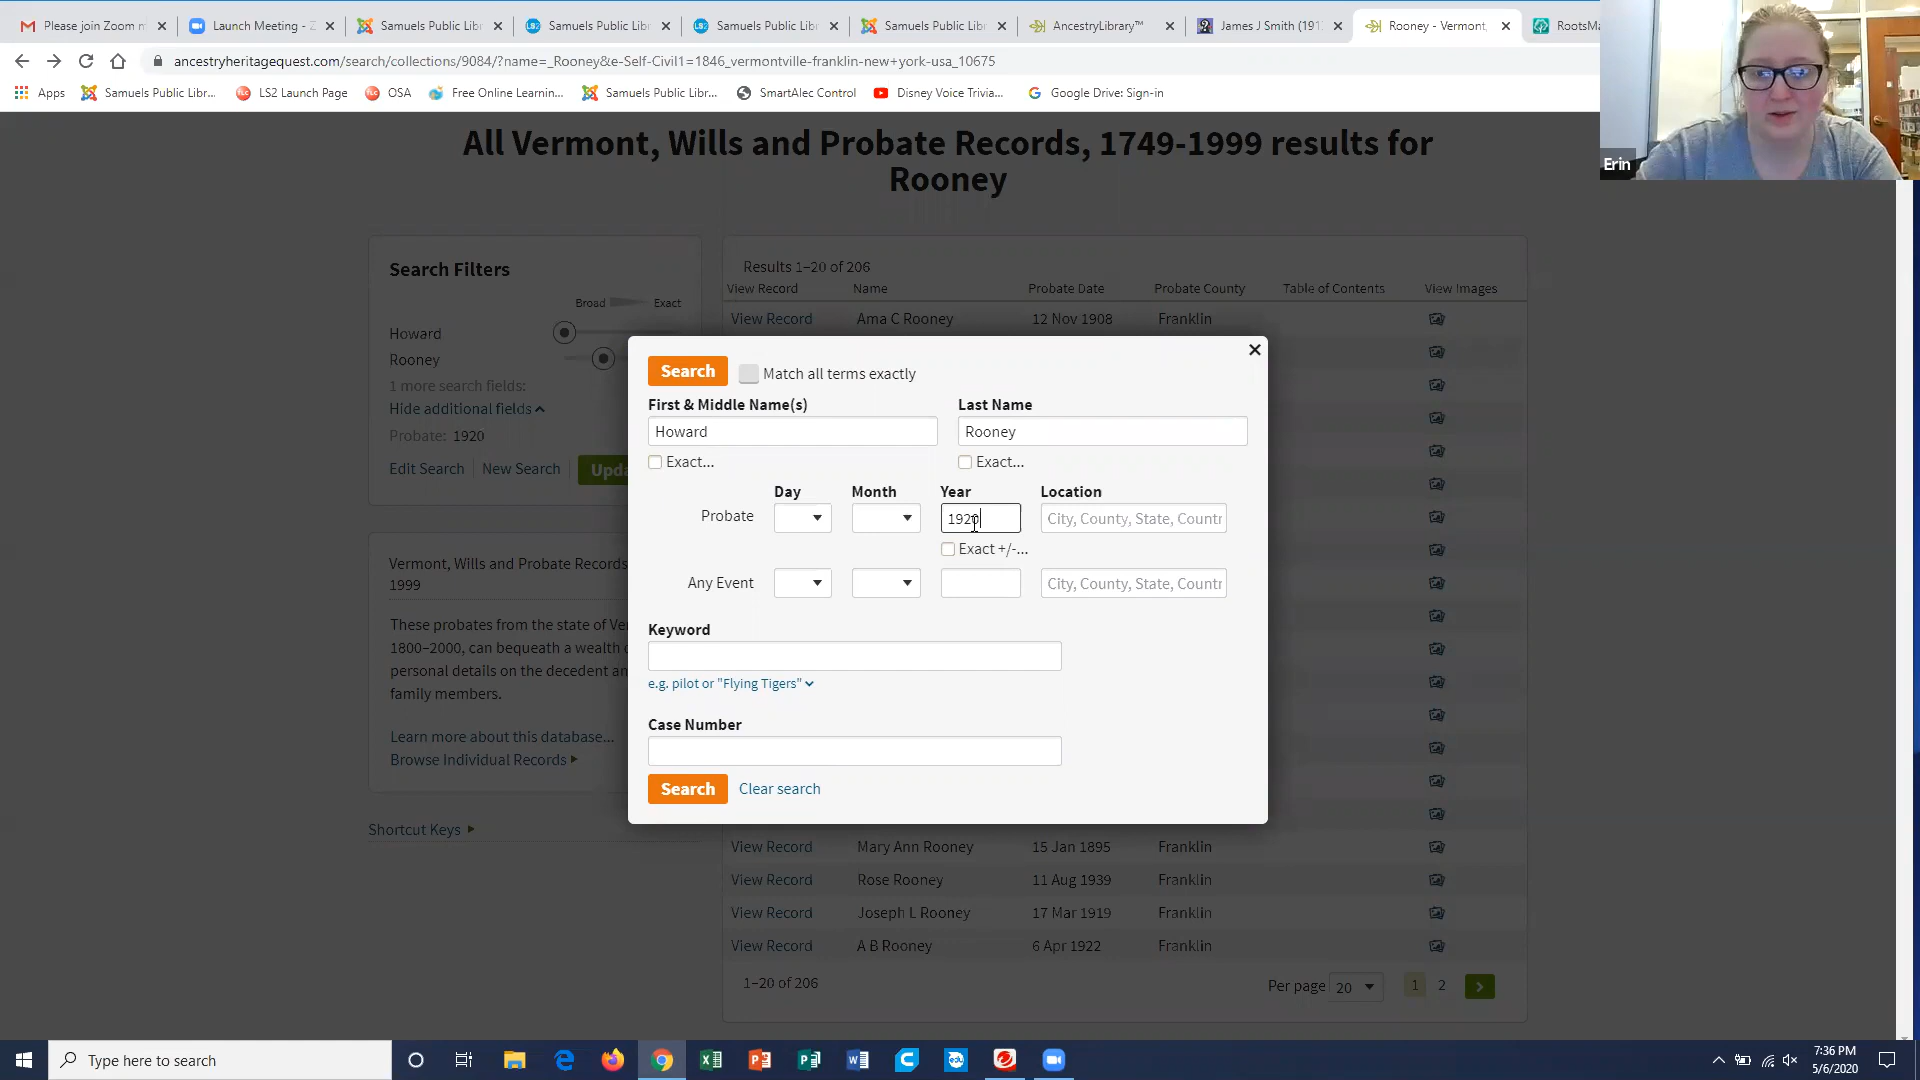 Please join Zoom m
Launch Meeting - Z
Samuels Public Libr
Samuels Public Libr
Samuels Public Libr
Samuels Public Libr
AncestryLibrary™
James J Smith (191
Rooney - Vermont,
RootsMa
ancestryheritagequest.com/search/collections/9084/?name=_Rooney&e-Self-Civil1=1846_vermontville-franklin-new+york-usa_10675
Apps
Samuels Public Libr...
LS2 Launch Page
OSA
Free Online Learnin...
Samuels Public Libr...
SmartAlec Control
Disney Voice Trivia...
Google Drive: Sign-in
Erin
All Vermont, Wills and Probate Records, 1749-1999 results for
Rooney
Search Filters
Broad
Exact
Howard
Rooney
1 more search fields:
Hide additional fields
Probate: 1920
Edit Search
New Search
Upda
Vermont, Wills and Probate Records
1999
These probates from the state of Ve
1800–2000, can bequeath a wealth
personal details on the decedent an
family members.
Learn more about this database...
Browse Individual Records
Shortcut Keys
Results 1–20 of 206
View Record Name Probate Date Probate County Table of Contents View Images
View Record Ama C Rooney 12 Nov 1908 Franklin
Search
Match all terms exactly
First & Middle Name(s)
Last Name
Howard
Rooney
Exact...
Exact...
Day Month Year Location
Probate 1920 City, County, State, Countr
Exact +/-...
Any Event City, County, State, Countr
Keyword
e.g. pilot or "Flying Tigers"
Case Number
Search
Clear search
View Record Mary Ann Rooney 15 Jan 1895 Franklin
View Record Rose Rooney 11 Aug 1939 Franklin
View Record Joseph L Rooney 17 Mar 1919 Franklin
View Record A B Rooney 6 Apr 1922 Franklin
1–20 of 206
Per page 20 1 2
Type here to search
7:36 PM
5/6/2020